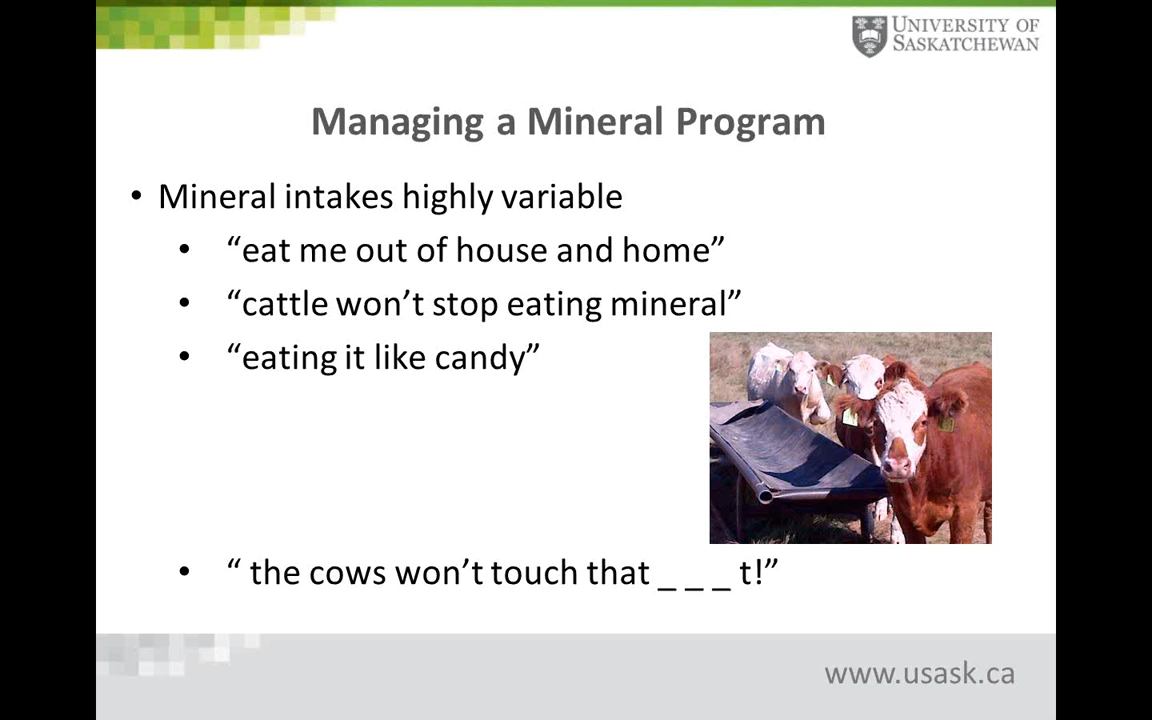 UNIVERSITY OF
SASKATCHEWAN
Managing a Mineral Program
• Mineral intakes highly variable
• “eat me out of house and home”
• “cattle won’t stop eating mineral”
• “eating it like candy”
• “ the cows won’t touch that _ _ _ t!”
www.usask.ca